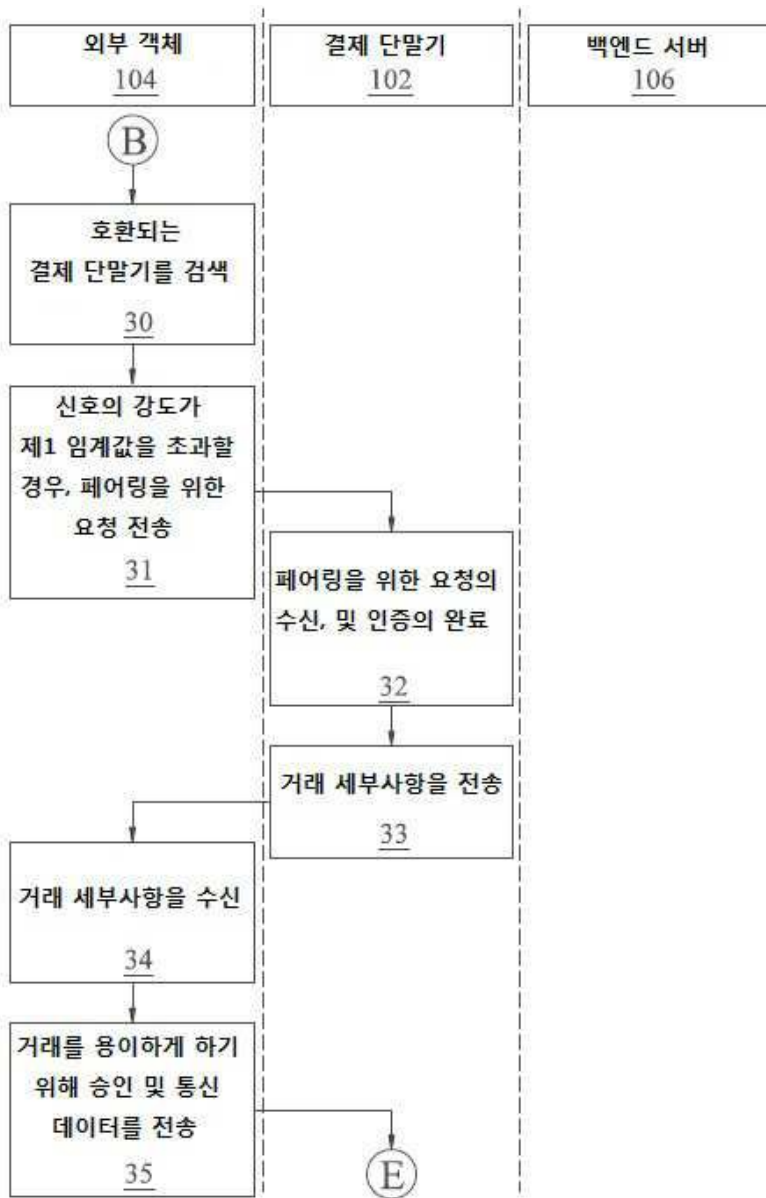 외부 객체
104
결제 단말기
102
백엔드 서버
106
B
호환되는
결제 단말기를 검색
30
신호의 강도가
제1 임계값을 초과할
경우, 페어링을 위한
요청 전송
31
페어링을 위한 요청의
수신, 및 인증의 완료
32
거래 세부사항을 전송
33
거래 세부사항을 수신
34
거래를 용이하게 하기
위해 승인 및 통신
데이터를 전송
35
E